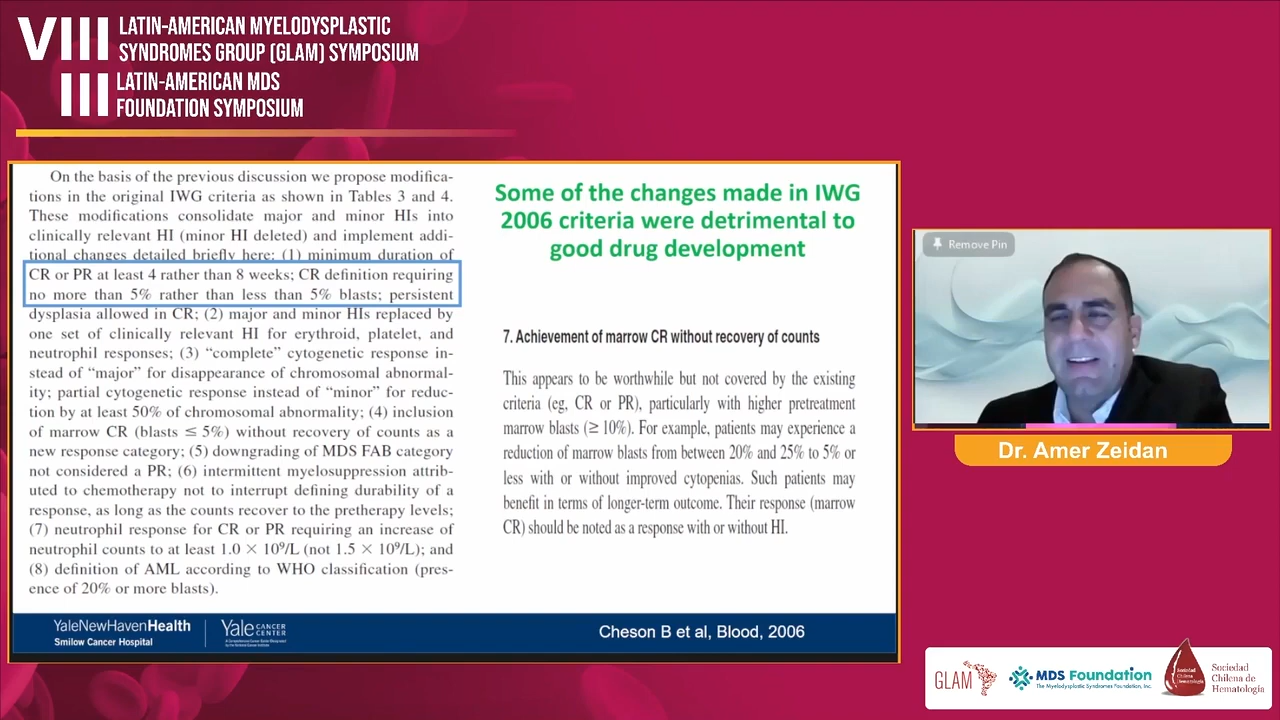 VIII
LATIN-AMERICAN MYELODYSPLASTIC
SYNDROMES GROUP (GLAM) SYMPOSIUM
III
LATIN-AMERICAN MDS
FOUNDATION SYMPOSIUM
On the basis of the previous discussion we propose modifica-
tions in the original IWG criteria as shown in Tables 3 and 4.
These modifications consolidate major and minor HIs into
clinically relevant HI (minor HI deleted) and implement addi-
tional changes detailed briefly here: (1) minimum duration of
CR or PR at least 4 rather than 8 weeks; CR definition requiring
no more than 5% rather than less than 5% blasts; persistent
dysplasia allowed in CR; (2) major and minor HIs replaced by
one set of clinically relevant HI for erythroid, platelet, and
neutrophil responses; (3) “complete” cytogenetic response in-
stead of “major” for disappearance of chromosomal abnormal-
ity; partial cytogenetic response instead of “minor” for reduc-
tion by at least 50% of chromosomal abnormality; (4) inclusion
of marrow CR (blasts ≤ 5%) without recovery of counts as a
new response category; (5) downgrading of MDS FAB category
not considered a PR; (6) intermittent myelosuppression attrib-
uted to chemotherapy not to interrupt defining durability of a
response, as long as the counts recover to the pretherapy levels;
(7) neutrophil response for CR or PR requiring an increase of
neutrophil counts to at least 1.0 × 10⁹/L (not 1.5 × 10⁹/L); and
(8) definition of AML according to WHO classification (pres-
ence of 20% or more blasts).
Some of the changes made in IWG
2006 criteria were detrimental to
good drug development
7. Achievement of marrow CR without recovery of counts
This appears to be worthwhile but not covered by the existing
criteria (eg, CR or PR), particularly with higher pretreatment
marrow blasts (≥ 10%). For example, patients may experience a
reduction of marrow blasts from between 20% and 25% to 5% or
less with or without improved cytopenias. Such patients may
benefit in terms of longer-term outcome. Their response (marrow
CR) should be noted as a response with or without HI.
YaleNewHavenHealth
Smilow Cancer Hospital
Yale CANCER
CENTER
Cheson B et al, Blood, 2006
Remove Pin
Dr. Amer Zeidan
GLAM
MDS Foundation
The Myelodysplastic Syndromes Foundation, Inc.
Sociedad
Chilena de
Hematología
Sociedad
Chilena de
Hematología